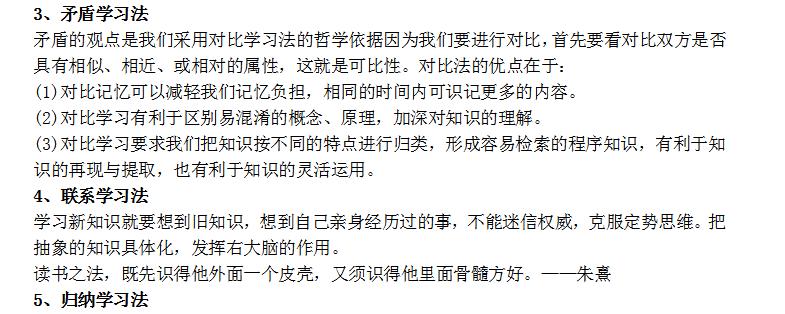 3、矛盾学习法
矛盾的观点是我们采用对比学习法的哲学依据因为我们要进行对比,首先要看对比双方是否
具有相似、相近、或相对的属性，这就是可比性。对比法的优点在于：
(1)对比记忆可以减轻我们记忆负担，相同的时间内可识记更多的内容。
(2)对比学习有利于区别易混淆的概念、原理，加深对知识的理解。
(3)对比学习要求我们把知识按不同的特点进行归类，形成容易检索的程序知识，有利于知
识的再现与提取，也有利于知识的灵活运用。
4、联系学习法
学习新知识就要想到旧知识，想到自己亲身经历过的事，不能迷信权威，克服定势思维。把
抽象的知识具体化，发挥右大脑的作用。
读书之法，既先识得他外面一个皮壳，又须识得他里面骨髓方好。——朱熹
5、归纳学习法